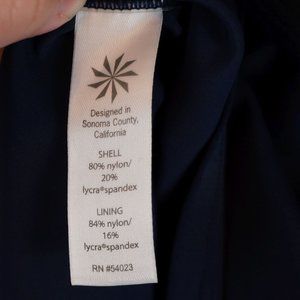 Designed in
Sonoma County,
California
SHELL
80% nylon/
20%
lycra®spandex
LINING
84% nylon/
16%
lycra®spandex
RN #54023